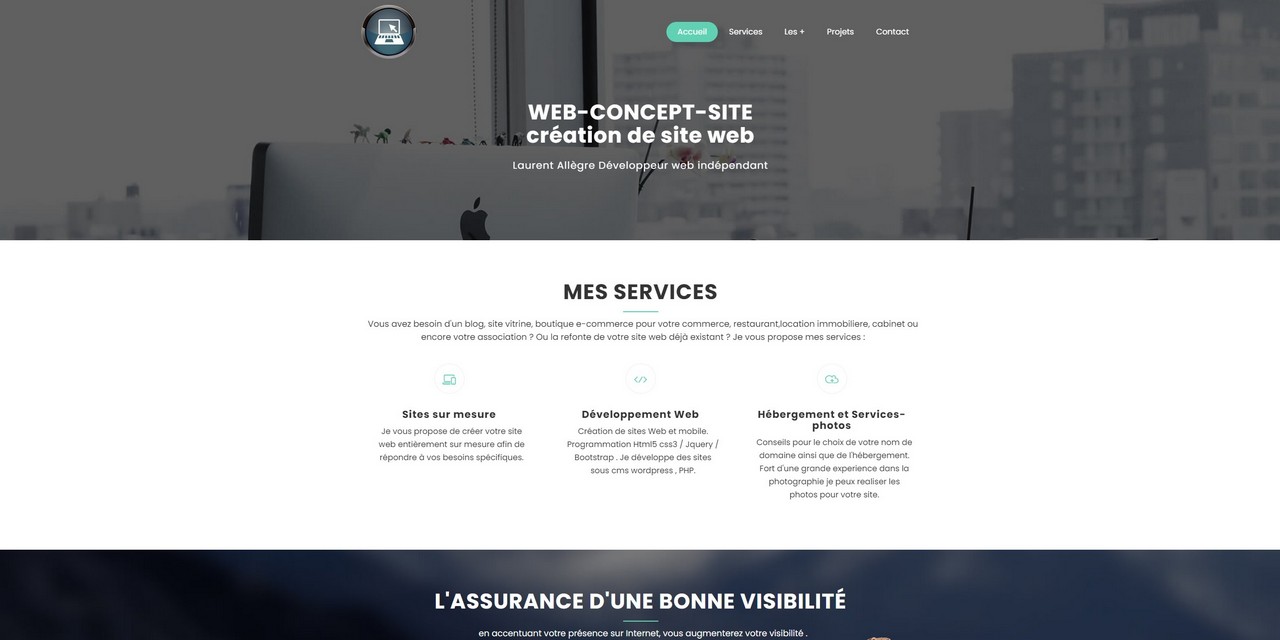 Accueil Services Les + Projets Contact
WEB-CONCEPT-SITE
création de site web
Laurent Allègre Développeur web indépendant
MES SERVICES
Vous avez besoin d'un blog, site vitrine, boutique e-commerce pour votre commerce, restaurant,location immobiliere, cabinet ou
encore votre association ? Ou la refonte de votre site web déjà existant ? Je vous propose mes services :
Sites sur mesure
Je vous propose de créer votre site
web entièrement sur mesure afin de
répondre à vos besoins spécifiques.
Développement Web
Création de sites Web et mobile.
Programmation Html5 css3 / Jquery /
Bootstrap . Je développe des sites
sous cms wordpress , PHP.
Hébergement et Services-
photos
Conseils pour le choix de votre nom de
domaine ainsi que de l'hébergement.
Fort d'une grande experience dans la
photographie je peux realiser les
photos pour votre site.
L'ASSURANCE D'UNE BONNE VISIBILITÉ
en accentuant votre présence sur Internet, vous augmenterez votre visibilité .